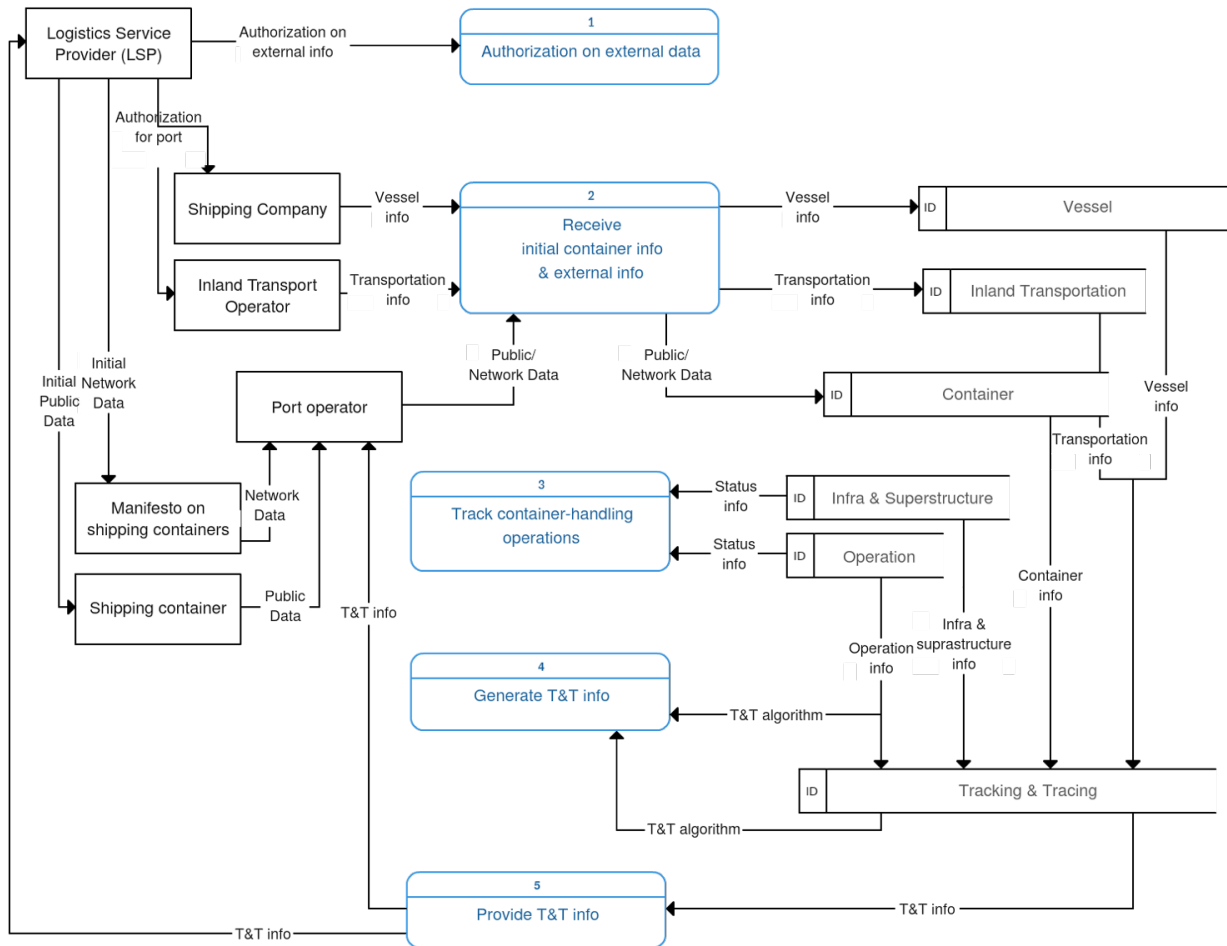 Logistics Service
Provider (LSP)
Authorization on
external info
1
Authorization on external data
Authorization
for port
Shipping Company
Vessel
info
2
Receive
initial container info
& external info
Vessel
info
ID
Vessel
Inland Transport
Operator
Transportation
info
Transportation
info
ID
Inland Transportation
Initial
Public
Data
Initial
Network
Data
Port operator
Public/
Network Data
Public/
Network Data
ID
Container
Vessel
info
Transportation
info
Manifesto on
shipping containers
Network
Data
3
Track container-handling
operations
Status
info
ID
Infra & Superstructure
Status
info
ID
Operation
Shipping container
Public
Data
T&T info
Container
info
Operation
info
Infra &
suprastructure
info
4
Generate T&T info
T&T algorithm
ID
Tracking & Tracing
T&T algorithm
5
Provide T&T info
T&T info
T&T info